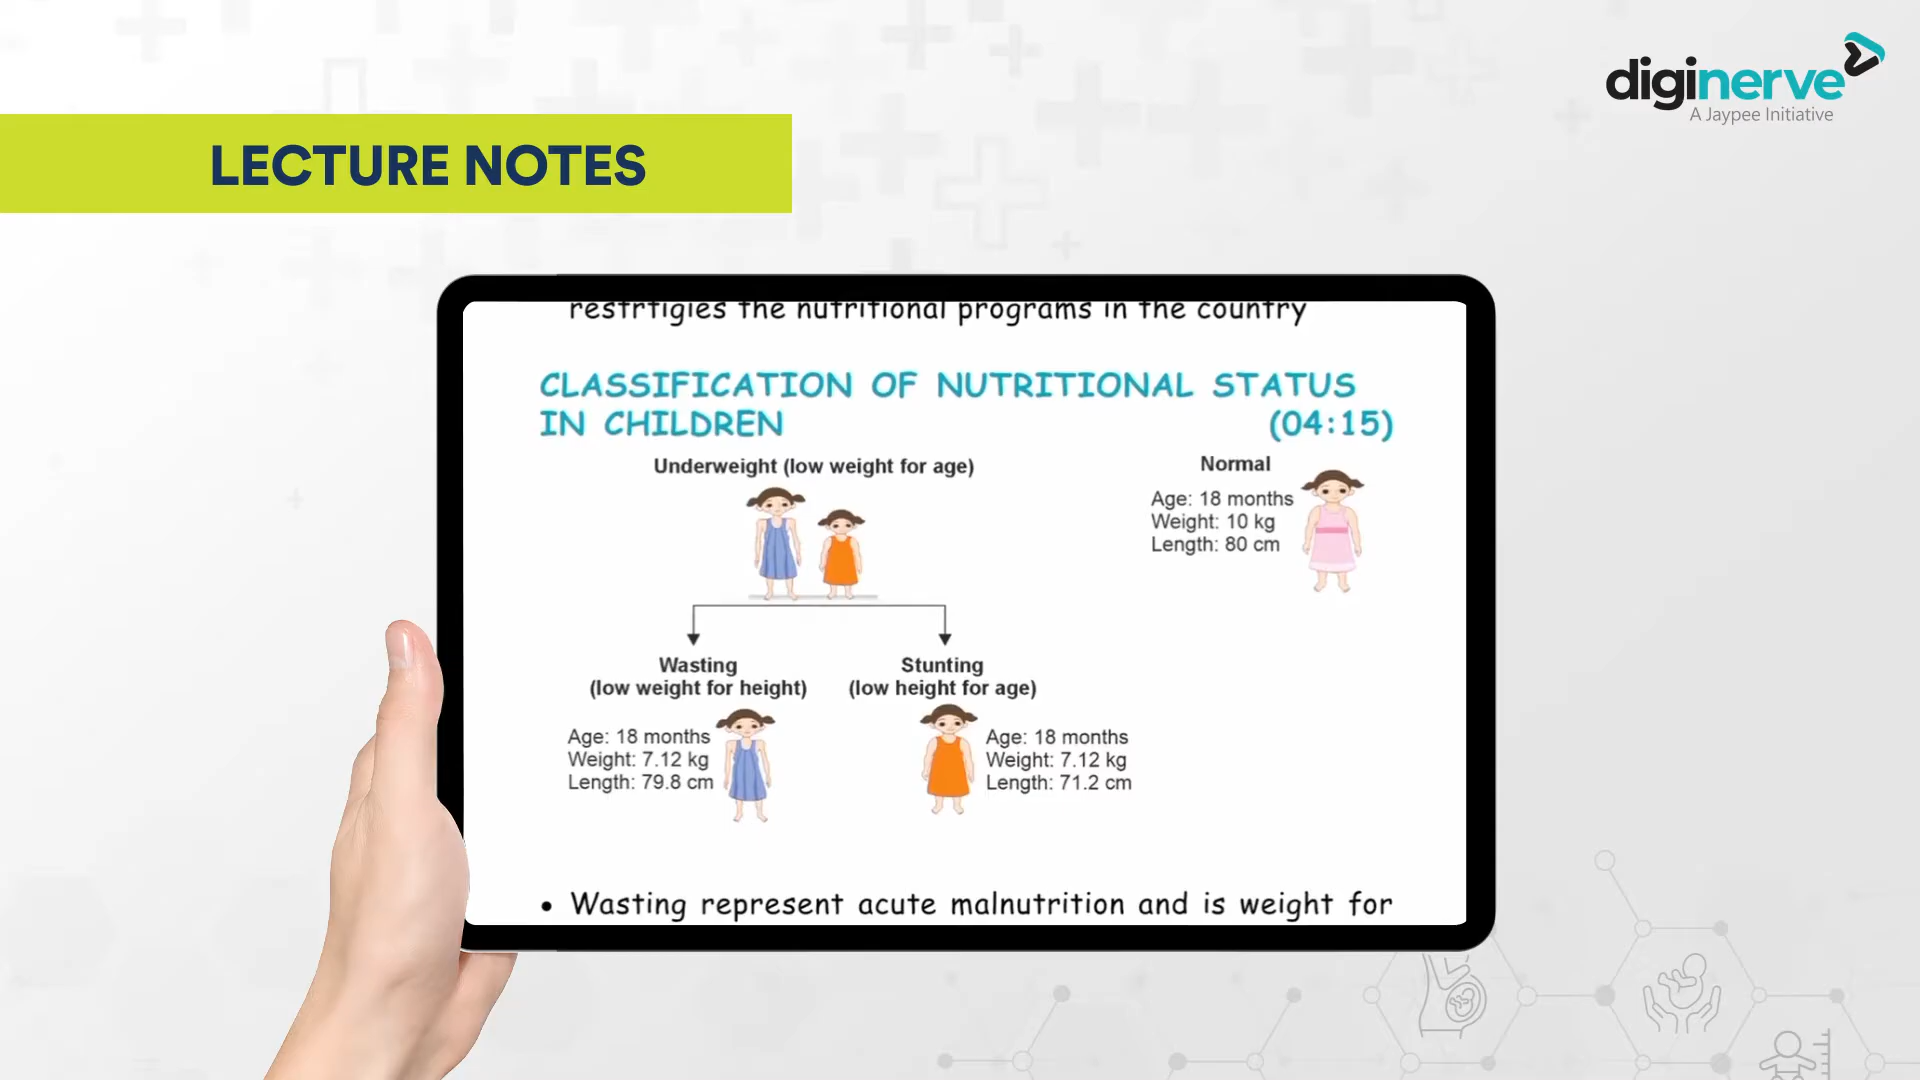 diginerve
A Jaypee Initiative
LECTURE NOTES
restrtigies the nutritional programs in the country
CLASSIFICATION OF NUTRITIONAL STATUS
IN CHILDREN (04:15)
Underweight (low weight for age)
Normal
Age: 18 months
Weight: 10 kg
Length: 80 cm
Wasting
(low weight for height)
Age: 18 months
Weight: 7.12 kg
Length: 79.8 cm
Stunting
(low height for age)
Age: 18 months
Weight: 7.12 kg
Length: 71.2 cm
• Wasting represent acute malnutrition and is weight for